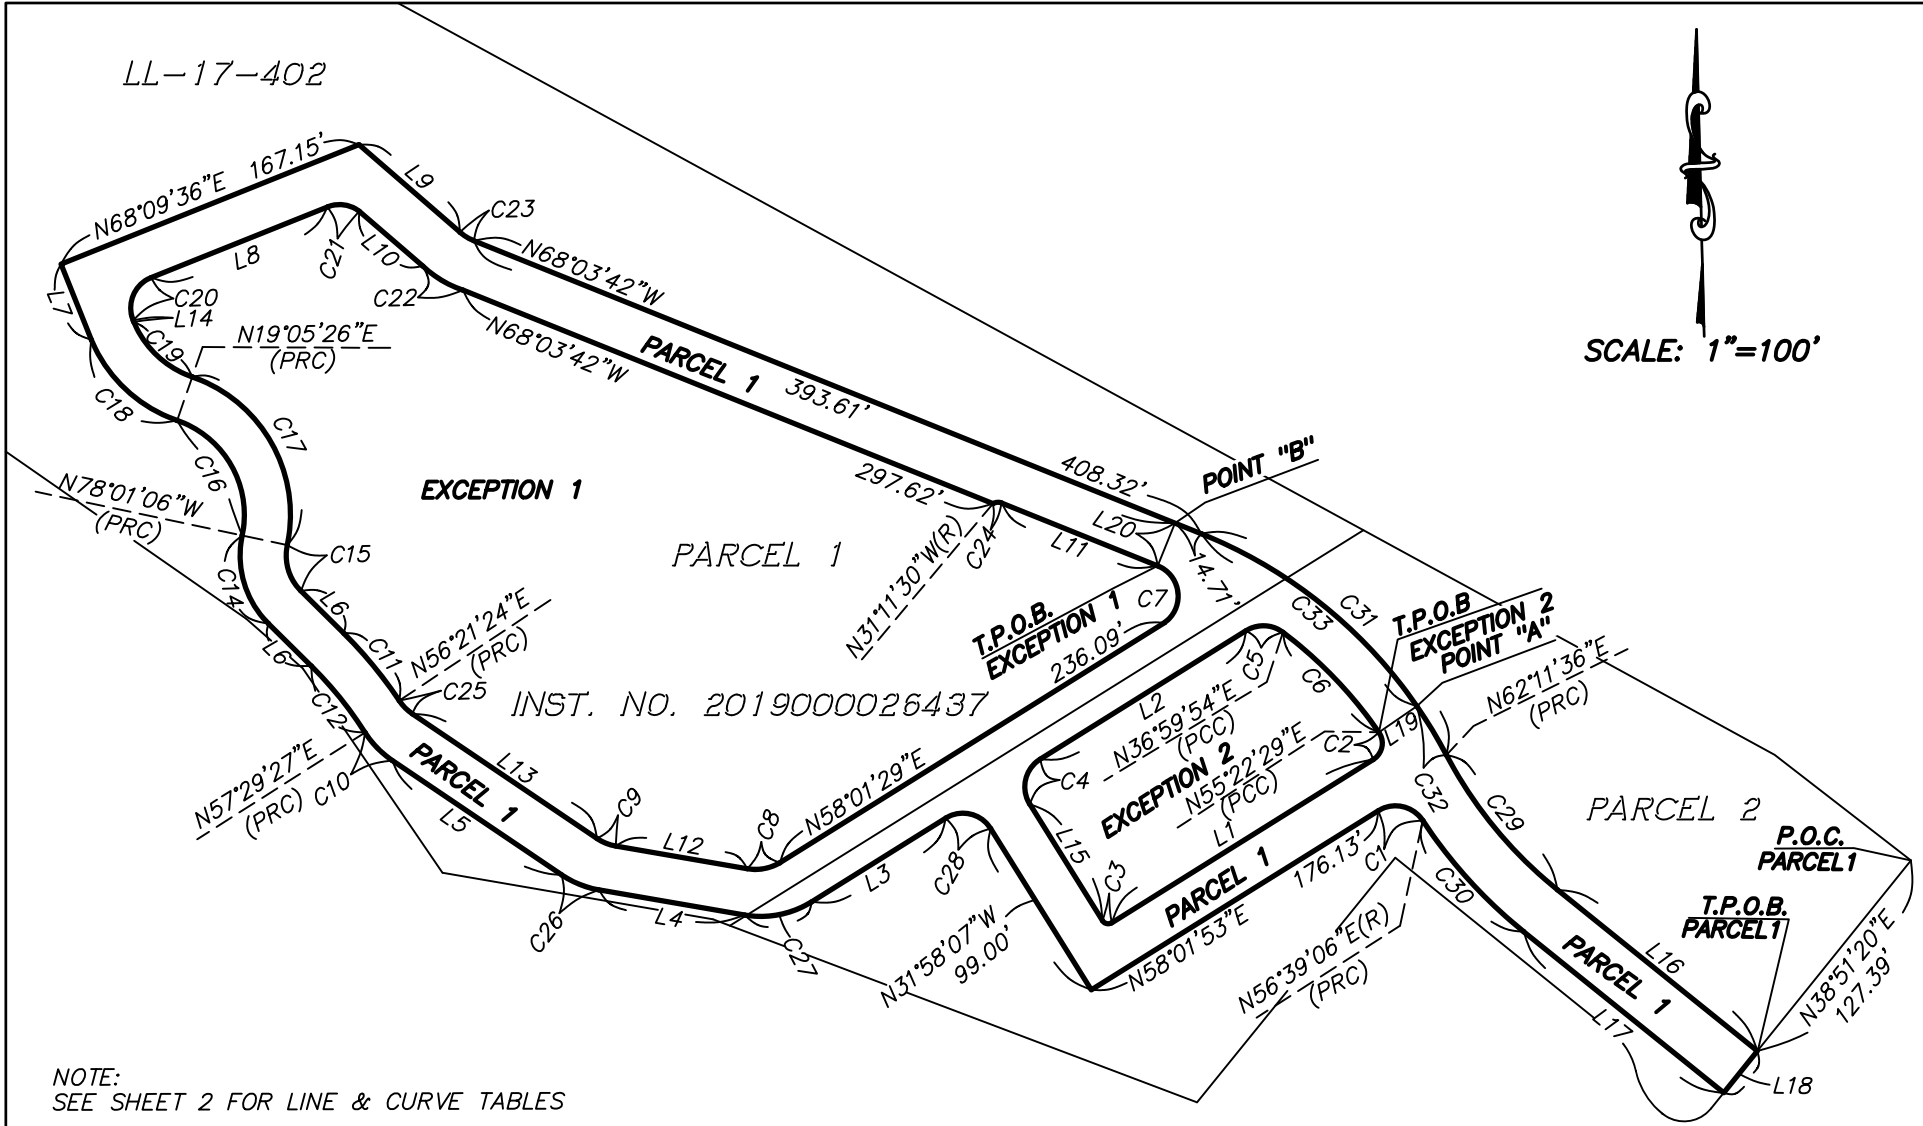 LL-17-402
N68°09'36"E 167.15'
L9
C23
N68°03'42"W
L8
C21
L10
C22
L7
C20
L14
C19
N19°05'26"E
(PRC)
N68°03'42"W
PARCEL 1
393.61'
SCALE: 1"=100'
C18
C17
C16
N78°01'06"W
(PRC)
EXCEPTION 1
297.62'
408.32'
POINT "B"
L20
C15
PARCEL 1
N31°11'30"W(R)
C24
L11
14.71'
C14
L6
L6
C11
N56°21'24"E
(PRC)
C25
T.P.O.B.
EXCEPTION 1
C7
236.09'
C33
C31
T.P.O.B
EXCEPTION 2
POINT "A"
N62°11'36"E
(PRC)
INST. NO. 2019000026437
C12
C5
C6
L2
N36°59'54"E
(PCC)
L19
C2
N57°29'27"E
(PRC)
C10
PARCEL 1
L13
L5
C9
L12
C8
N58°01'29"E
C4
EXCEPTION 2
N55°22'29"E
(PCC)
L1
L15
C3
C32
C29
PARCEL 2
P.O.C.
PARCEL1
L3
C28
PARCEL 1
176.13'
C1
C30
T.P.O.B.
PARCEL1
C26
L4
C27
N31°58'07"W
99.00'
N58°01'53"E
N56°39'06"E(R)
(PRC)
PARCEL 1
L16
N38°51'20"E
127.39'
L17
L18
NOTE:
SEE SHEET 2 FOR LINE & CURVE TABLES